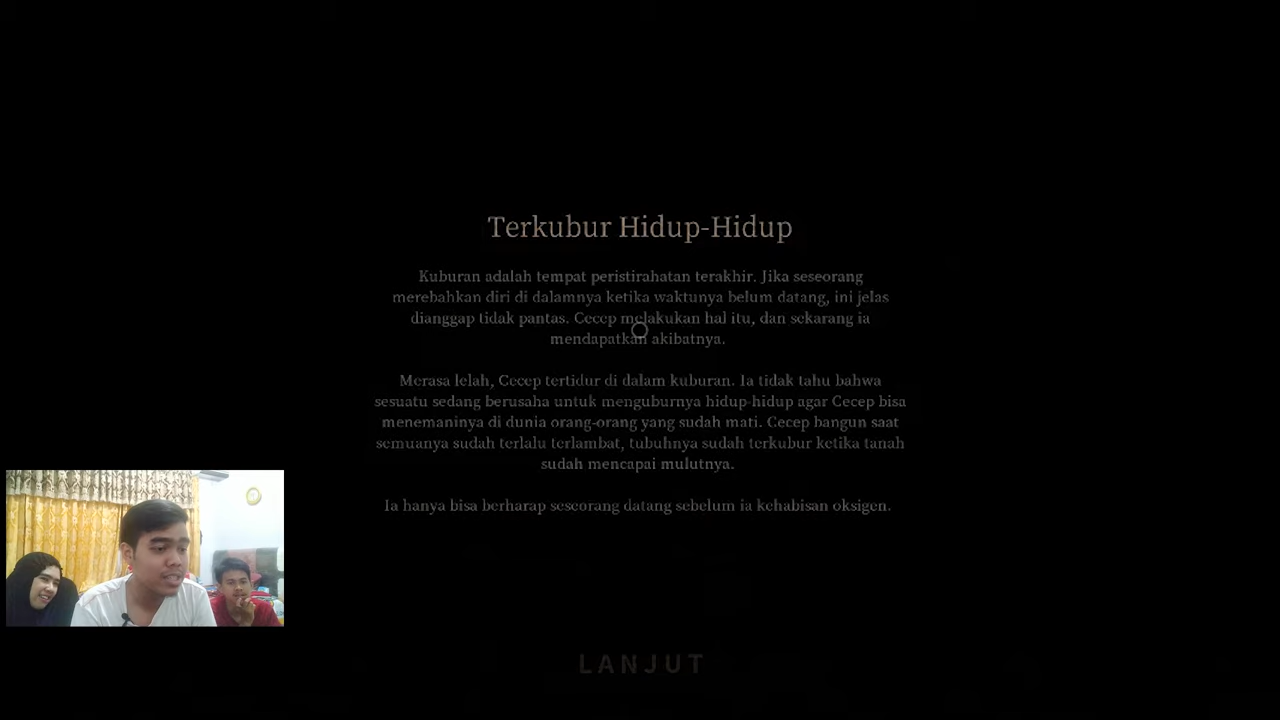 Terkubur Hidup-Hidup
Kuburan adalah tempat peristirahatan terakhir. Jika seseorang
merebahkan diri di dalamnya ketika waktunya belum datang, ini jelas
dianggap tidak pantas. Cecep melakukan hal itu, dan sekarang ia
mendapatkan akibatnya.
Merasa lelah, Cecep tertidur di dalam kuburan. Ia tidak tahu bahwa
sesuatu sedang berusaha untuk menguburnya hidup-hidup agar Cecep bisa
menemaninya di dunia orang-orang yang sudah mati. Cecep bangun saat
semuanya sudah terlalu terlambat, tubuhnya sudah terkubur ketika tanah
sudah mencapai mulutnya.
Ia hanya bisa berharap seseorang datang sebelum ia kehabisan oksigen.
LANJUT